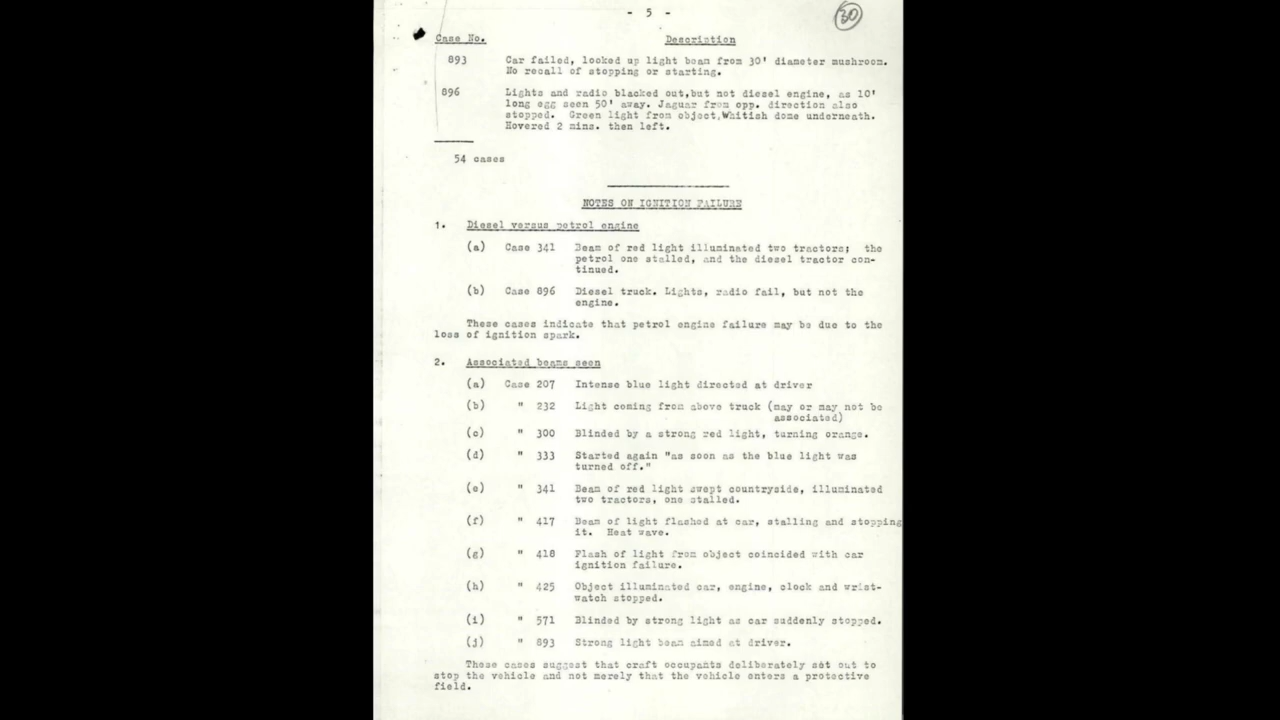 - 5 -
30
Case No. Description
893 Car failed, looked up light beam from 30' diameter mushroom.
No recall of stopping or starting.
896 Lights and radio blacked out,but not diesel engine, as 10'
long egg seen 50' away. Jaguar from opp. direction also
stopped. Green light from object,Whitish dome underneath.
Hovered 2 mins. then left.
54 cases
NOTES ON IGNITION FAILURE
1. Diesel versus petrol engine
(a) Case 341 Beam of red light illuminated two tractors; the
petrol one stalled, and the diesel tractor con-
tinued.
(b) Case 896 Diesel truck. Lights, radio fail, but not the
engine.
These cases indicate that petrol engine failure may be due to the
loss of ignition spark.
2. Associated beams seen
(a) Case 207 Intense blue light directed at driver
(b) " 232 Light coming from above truck (may or may not be
associated)
(c) " 300 Blinded by a strong red light, turning orange.
(d) " 333 Started again "as soon as the blue light was
turned off."
(e) " 341 Beam of red light swept countryside, illuminated
two tractors, one stalled.
(f) " 417 Beam of light flashed at car, stalling and stopping
it. Heat wave.
(g) " 418 Flash of light from object coincided with car
ignition failure.
(h) " 425 Object illuminated car, engine, clock and wrist-
watch stopped.
(i) " 571 Blinded by strong light as car suddenly stopped.
(j) " 893 Strong light beam aimed at driver.
These cases suggest that craft occupants deliberately set out to
stop the vehicle and not merely that the vehicle enters a protective
field.